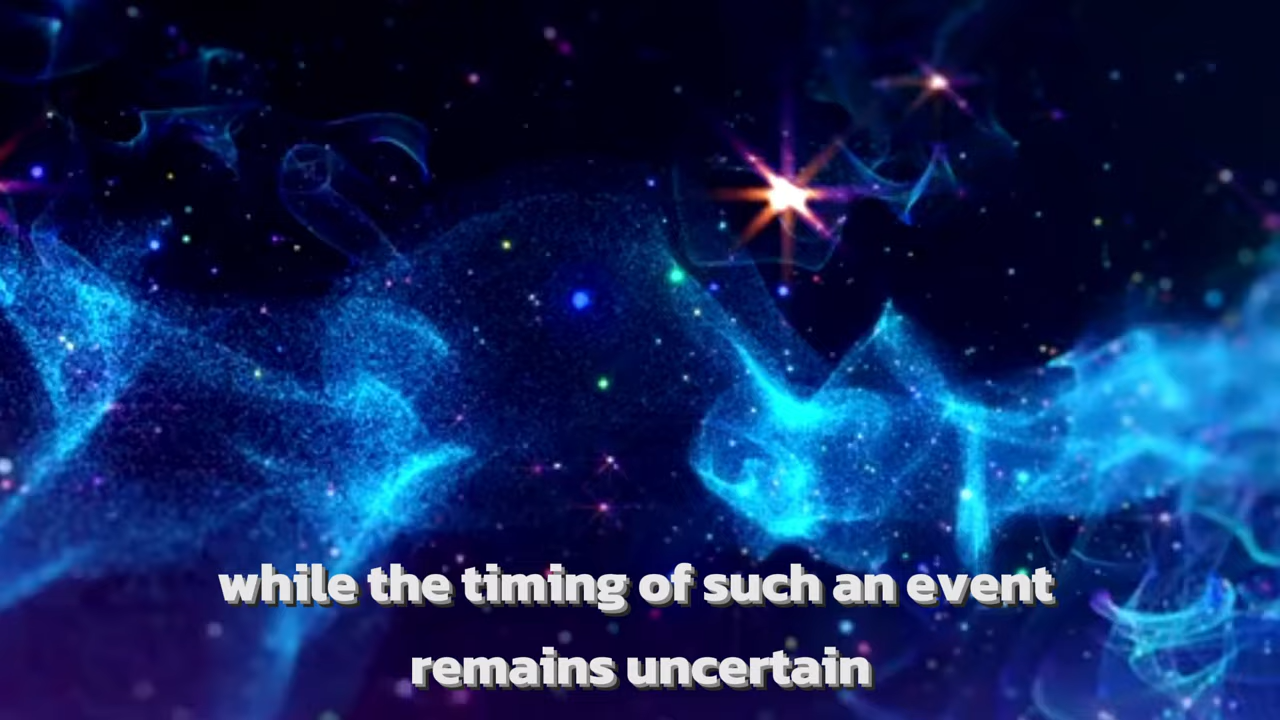 while the timing of such an event
remains uncertain